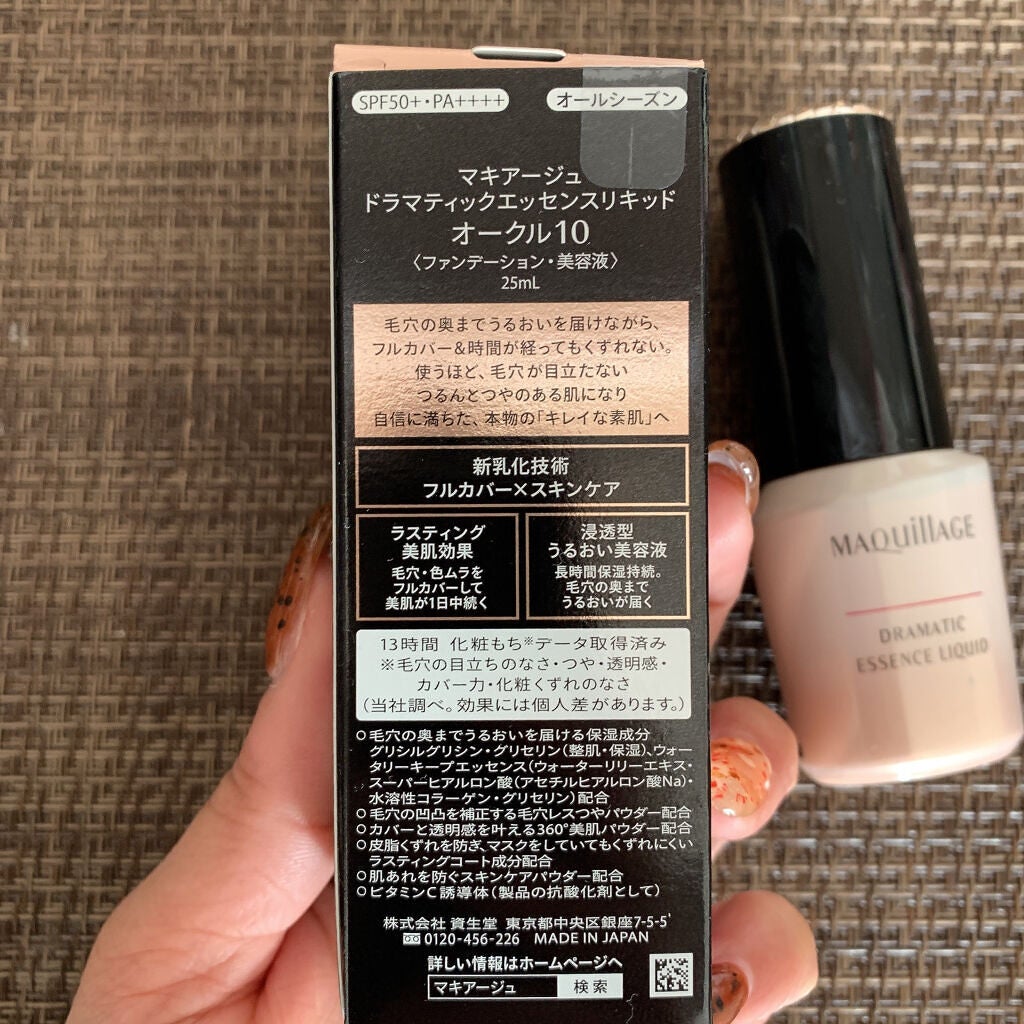 SPF50+・PA++++
オールシーズン
マキアージュ
ドラマティックエッセンスリキッド
オークル10
〈ファンデーション・美容液〉
25mL
毛穴の奥までうるおいを届けながら、
フルカバー&時間が経ってもくずれない。
使うほど、毛穴が目立たない
つるんとつやのある肌になり
自信に満ちた、本物の「キレイな素肌」へ
新乳化技術
フルカバー×スキンケア
ラスティング
美肌効果
毛穴・色ムラを
フルカバーして
美肌が1日中続く
浸透型
うるおい美容液
長時間保湿持続。
毛穴の奥まで
うるおいが届く
13時間 化粧もち※データ取得済み
※毛穴の目立ちのなさ・つや・透明感・
カバー力・化粧くずれのなさ
(当社調べ。効果には個人差があります。)
○毛穴の奥までうるおいを届ける保湿成分
グリシルグリシン・グリセリン(整肌・保湿)、ウォー
タリーキープエッセンス(ウォーターリリーエキス・
スーパーヒアルロン酸(アセチルヒアルロン酸Na)・
水溶性コラーゲン・グリセリン)配合
○毛穴の凹凸を補正する毛穴レスつやパウダー配合
○カバーと透明感を叶える360°美肌パウダー配合
○皮脂くずれを防ぎ、マスクをしていてもくずれにくい
ラスティングコート成分配合
○肌あれを防ぐスキンケアパウダー配合
○ビタミンC誘導体(製品の抗酸化剤として)
株式会社 資生堂 東京都中央区銀座7-5-5
0120-456-226 MADE IN JAPAN
詳しい情報はホームページへ
マキアージュ 検索
MAQuillAGE
DRAMATIC
ESSENCE LIQUID